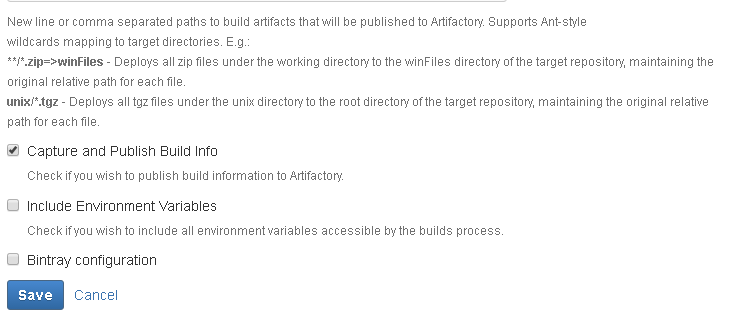 New line or comma separated paths to build artifacts that will be published to Artifactory. Supports Ant-style
wildcards mapping to target directories. E.g.:
**/*.zip=>winFiles - Deploys all zip files under the working directory to the winFiles directory of the target repository, maintaining the
original relative path for each file.
unix/*.tgz - Deploys all tgz files under the unix directory to the root directory of the target repository, maintaining the original relative
path for each file.
Capture and Publish Build Info
Check if you wish to publish build information to Artifactory.
Include Environment Variables
Check if you wish to include all environment variables accessible by the builds process.
Bintray configuration
Save Cancel